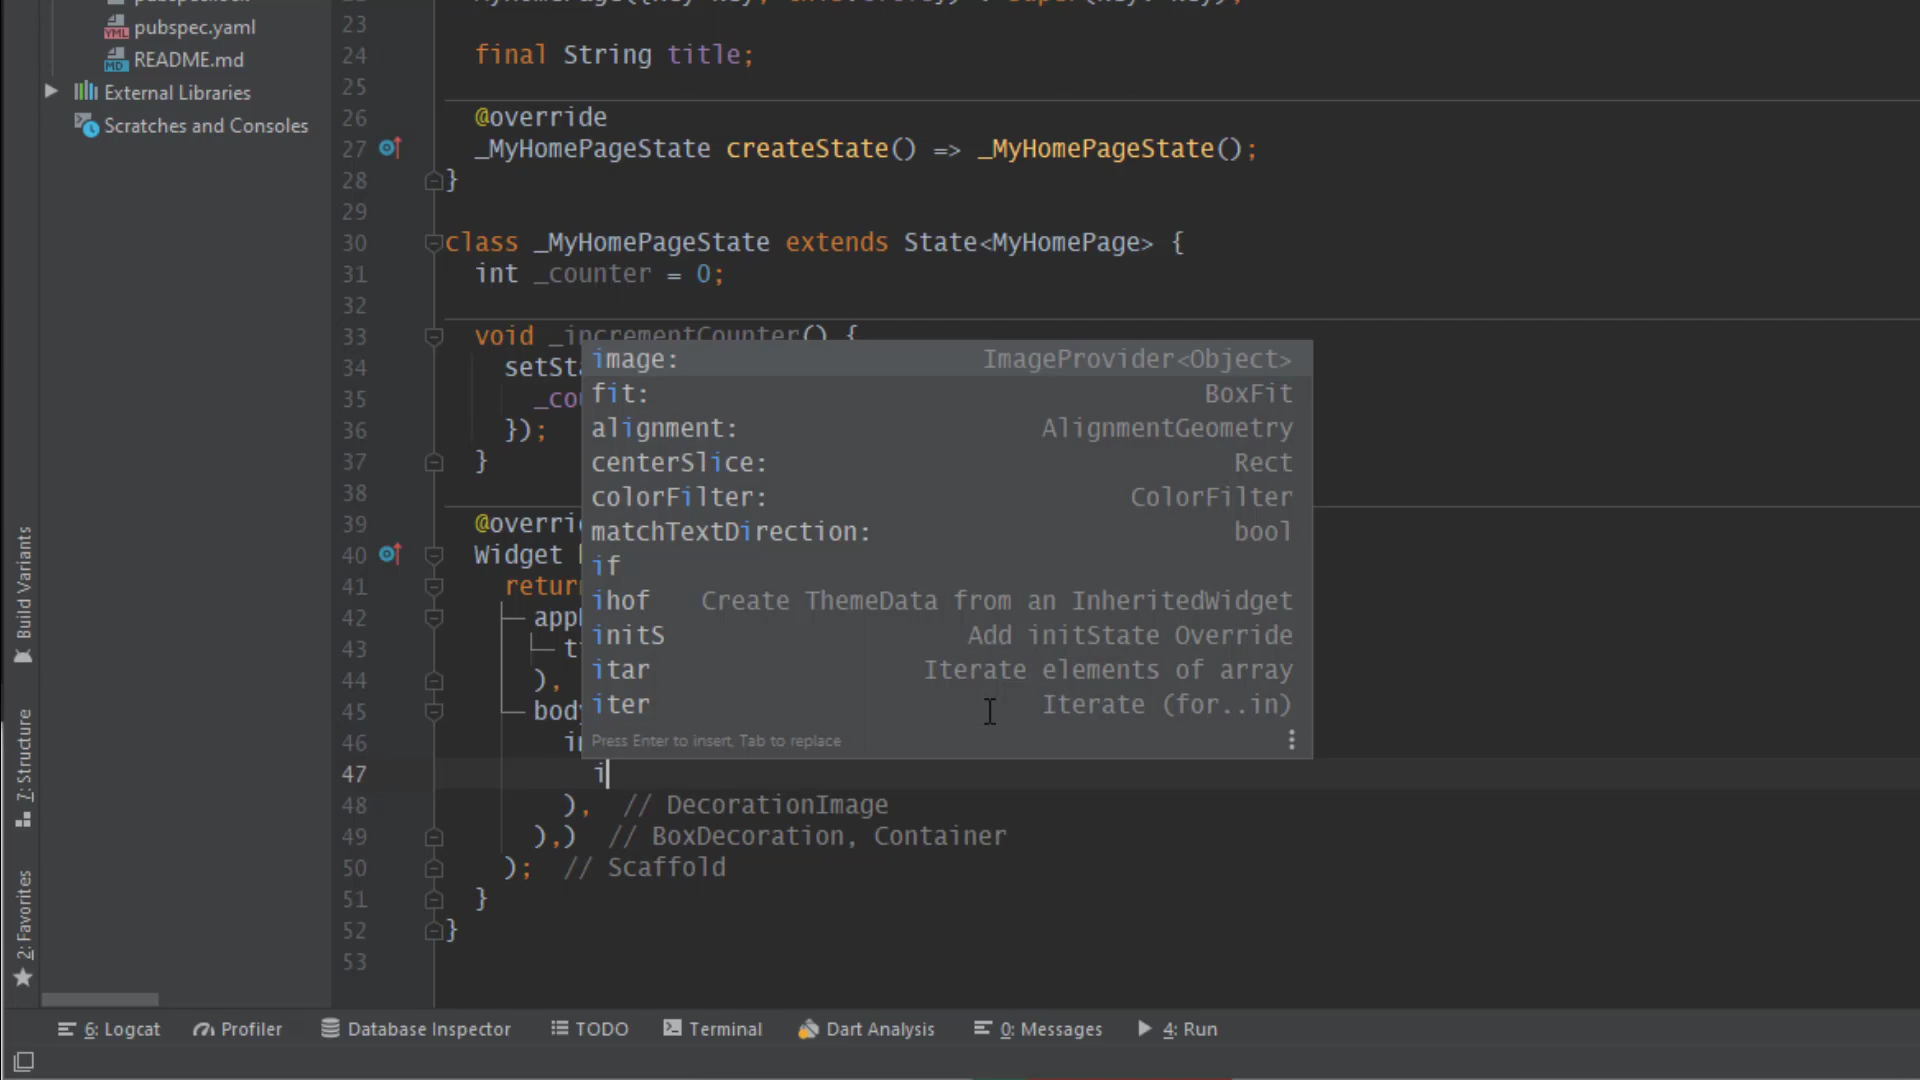 pubspec.yaml
README.md
External Libraries
Scratches and Consoles
Build Variants
7: Structure
2: Favorites
23
24 final String title;
25
26 @override
27 _MyHomePageState createState() => _MyHomePageState();
28 }
29
30 class _MyHomePageState extends State<MyHomePage> {
31 int _counter = 0;
32
33 void _incrementCounter() {
34 setSt
35 _co
36 });
37 }
38
39 @overri
40 Widget
41 return
42 app
43 t
44 ),
45 body
46 i
47 i
48 ), // DecorationImage
49 ),) // BoxDecoration, Container
50 ); // Scaffold
51 }
52 }
53
image: ImageProvider<Object>
fit: BoxFit
alignment: AlignmentGeometry
centerSlice: Rect
colorFilter: ColorFilter
matchTextDirection: bool
if
ihof Create ThemeData from an InheritedWidget
initS Add initState Override
itar Iterate elements of array
iter Iterate (for..in)
Press Enter to insert, Tab to replace
6: Logcat Profiler Database Inspector TODO Terminal Dart Analysis 0: Messages 4: Run